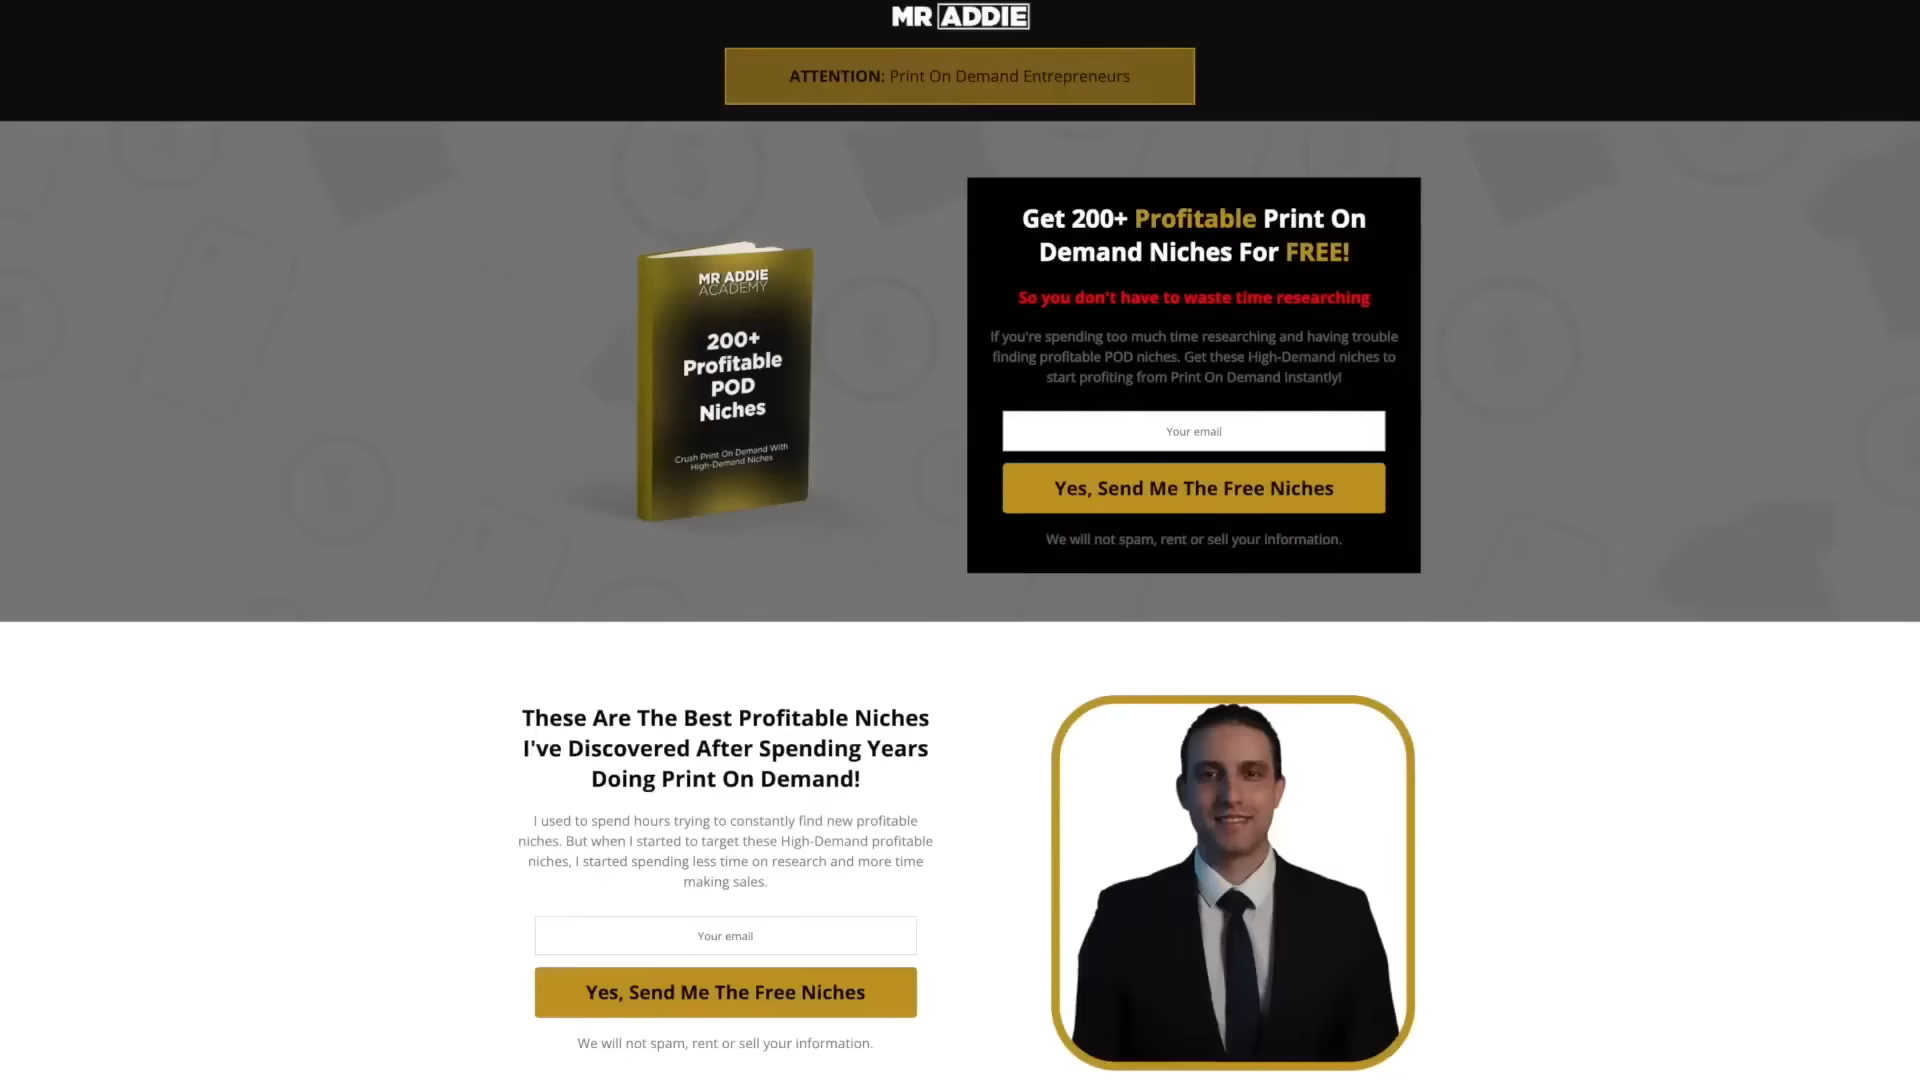 MR ADDIE
ATTENTION: Print On Demand Entrepreneurs
MR ADDIE
ACADEMY
200+
Profitable
POD
Niches
Crush Print On Demand With
High-Demand Niches
Get 200+ Profitable Print On
Demand Niches For FREE!
So you don't have to waste time researching
If you're spending too much time researching and having trouble
finding profitable POD niches. Get these High-Demand niches to
start profiting from Print On Demand Instantly!
Your email
Yes, Send Me The Free Niches
We will not spam, rent or sell your information.
These Are The Best Profitable Niches
I've Discovered After Spending Years
Doing Print On Demand!
I used to spend hours trying to constantly find new profitable
niches. But when I started to target these High-Demand profitable
niches, I started spending less time on research and more time
making sales.
Your email
Yes, Send Me The Free Niches
We will not spam, rent or sell your information.